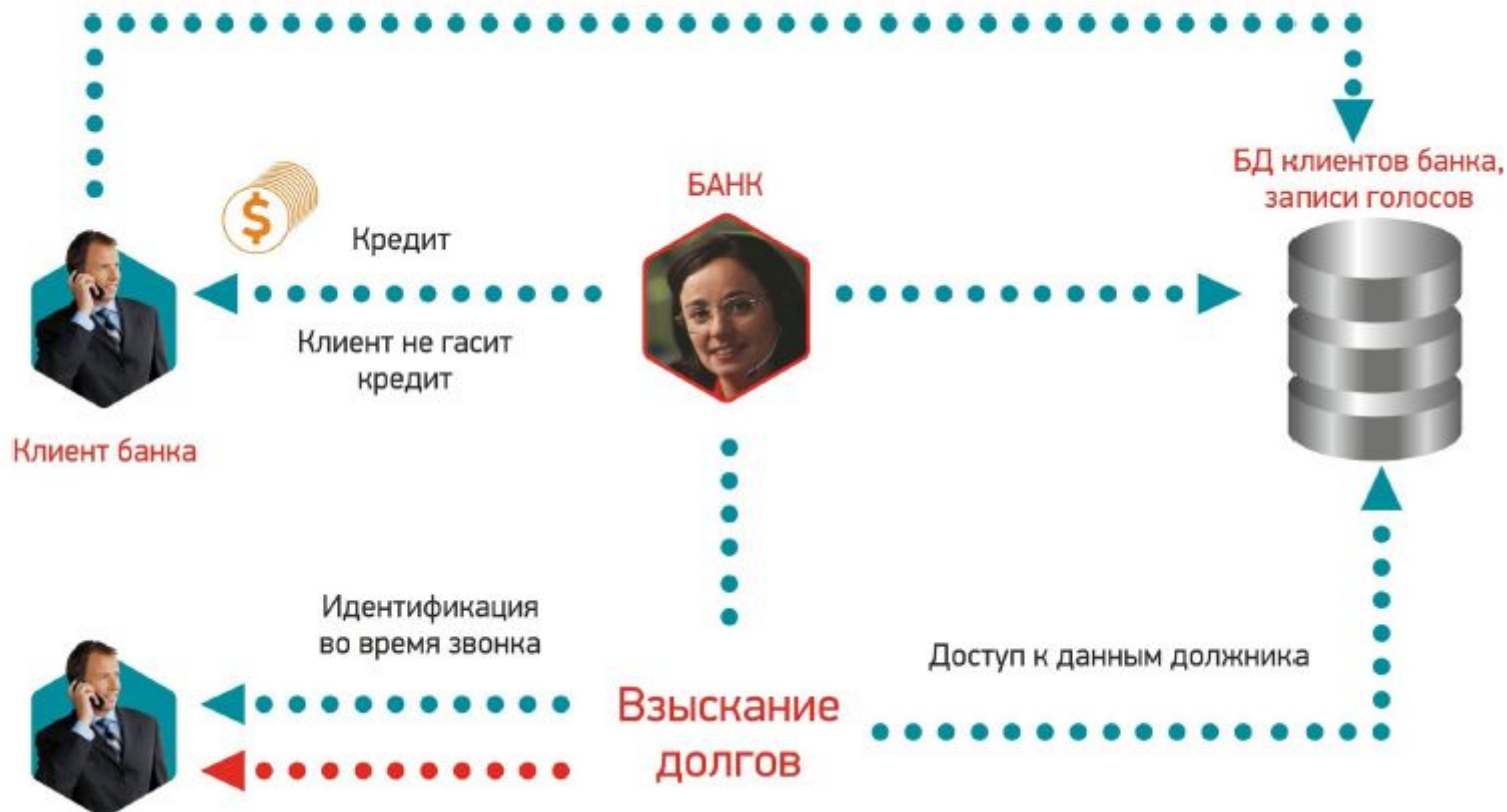 БАНК
БД клиентов банка,
записи голосов
$
Кредит
Клиент не гасит
кредит
Клиент банка
Идентификация
во время звонка
Взыскание
долгов
Доступ к данным должника